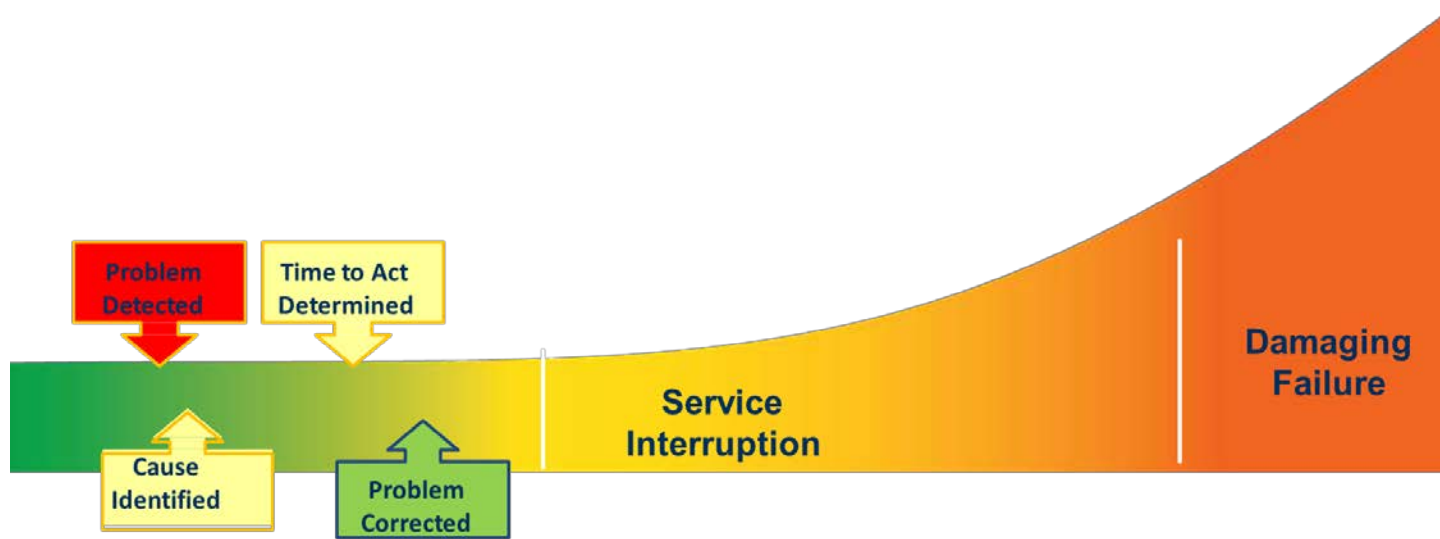 Problem
Detected
Time to Act
Determined
Cause
Identified
Problem
Corrected
Service
Interruption
Damaging
Failure